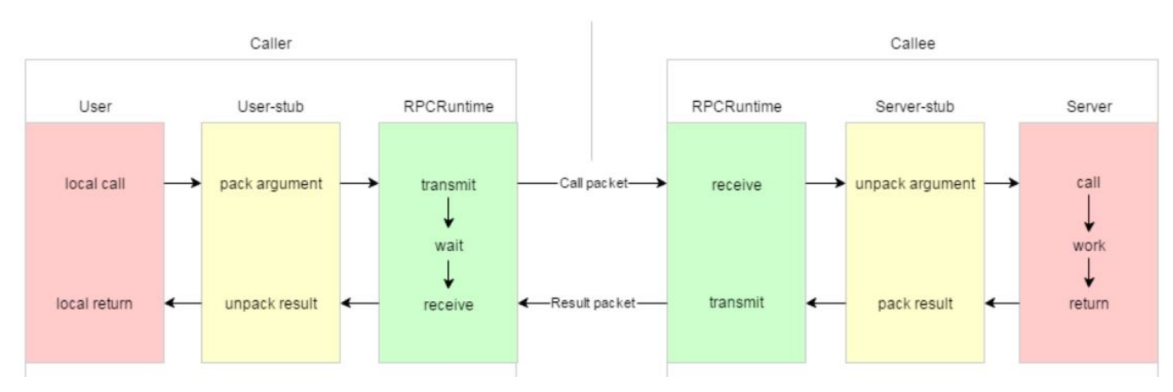 Caller
Callee
User
User-stub
RPCRuntime
RPCRuntime
Server-stub
Server
local call
pack argument
transmit
Call packet
receive
unpack argument
call
wait
work
local return
unpack result
receive
Result packet
transmit
pack result
return